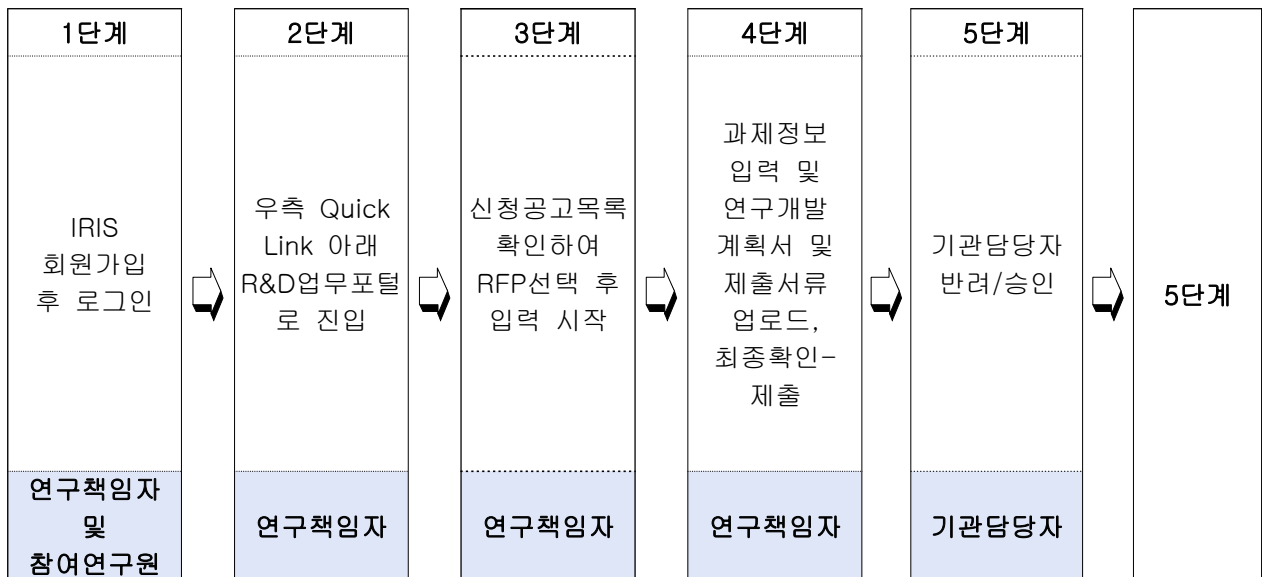 1단계
IRIS
회원가입
후 로그인
연구책임자
및
참여연구원
2단계
우측 Quick
Link 아래
R&D업무포털
로 진입
연구책임자
3단계
신청공고목록
확인하여
RFP선택 후
입력 시작
연구책임자
4단계
과제정보
입력 및
연구개발
계획서 및
제출서류
업로드,
최종확인-
제출
연구책임자
5단계
기관담당자
반려/승인
기관담당자
5단계